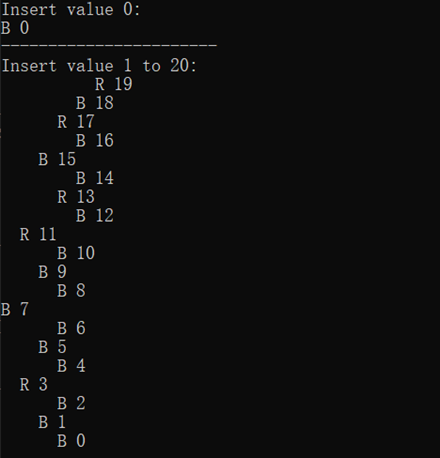 Insert value 0:
B 0
-----------------------
Insert value 1 to 20:
R 19
B 18
R 17
B 16
B 15
B 14
R 13
B 12
R 11
B 10
B 9
B 8
B 7
B 6
B 5
B 4
R 3
B 2
B 1
B 0